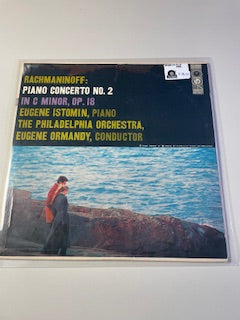 RACHMANINOFF:
PIANO CONCERTO NO. 2
IN C MINOR, OP. 18
EUGENE ISTOMIN, PIANO
THE PHILADELPHIA ORCHESTRA,
EUGENE ORMANDY, CONDUCTOR